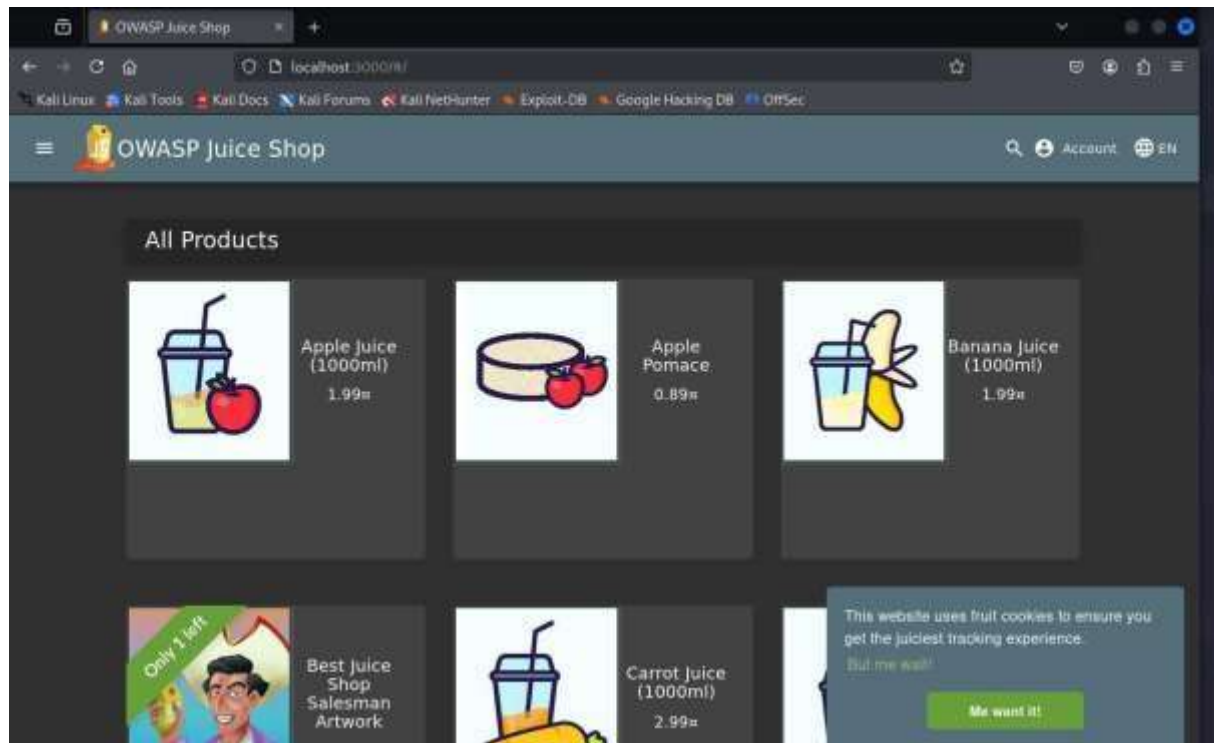 OWASP Juice Shop
localhost:3000/#/
Kali Linux Kali Tools Kali Docs Kali Forums Kali NetHunter Exploit-DB Google Hacking DB OffSec
OWASP Juice Shop
Account EN
All Products
Apple Juice
(1000ml)
1.99¤
Apple
Pomace
0.89¤
Banana Juice
(1000ml)
1.99¤
Only 1 left
Best Juice
Shop
Salesman
Artwork
Carrot Juice
(1000ml)
2.99¤
This website uses fruit cookies to ensure you
get the juiciest tracking experience.
But me wait!
Me want it!